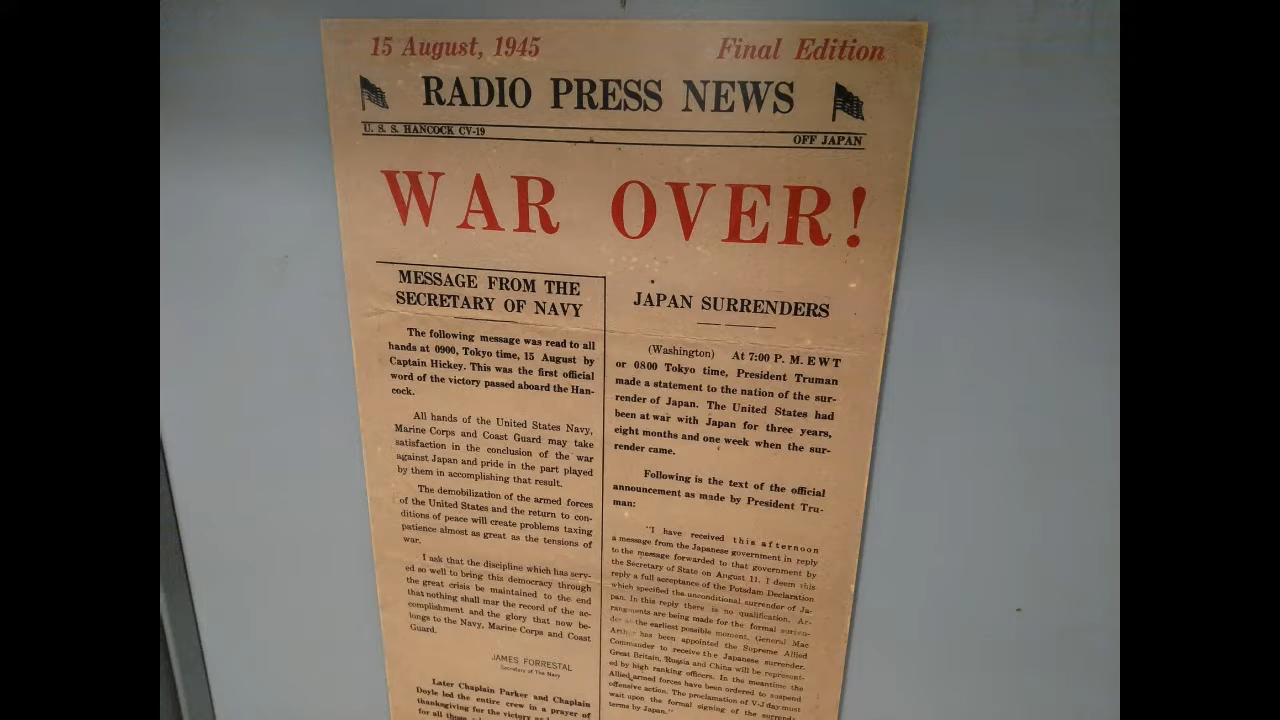 15 August, 1945
Final Edition
RADIO PRESS NEWS
U. S. S. HANCOCK CV-19
OFF JAPAN
WAR OVER!
MESSAGE FROM THE
SECRETARY OF NAVY
The following message was read to all
hands at 0900, Tokyo time, 15 August by
Captain Hickey. This was the first official
word of the victory passed aboard the Han-
cock.
All hands of the United States Navy,
Marine Corps and Coast Guard may take
satisfaction in the conclusion of the war
against Japan and pride in the part played
by them in accomplishing that result.
The demobilization of the armed forces
of the United States and the return to con-
ditions of peace will create problems taxing
patience almost as great as the tensions of
war.
I ask that the discipline which has serv-
ed so well to bring this democracy through
the great crisis be maintained to the end
that nothing shall mar the record of the ac-
complishment and the glory that now be-
longs to the Navy, Marine Corps and Coast
Guard.
JAMES FORRESTAL
Secretary of The Navy
Later Chaplain Parker and Chaplain
Doyle led the entire crew in a prayer of
thanksgiving for the victory
for all those
JAPAN SURRENDERS
(Washington) At 7:00 P. M. E W T
or 0800 Tokyo time, President Truman
made a statement to the nation of the sur-
render of Japan. The United States had
been at war with Japan for three years,
eight months and one week when the sur-
render came.
Following is the text of the official
announcement as made by President Tru-
man:
"I have received this afternoon
a message from the Japanese government in reply
to the message forwarded to that government by
the Secretary of State on August 11. I deem this
reply a full acceptance of the Potsdam Declaration
which specified the unconditional surrender of Ja-
pan. In this reply there is no qualification. Ar-
rangements are being made for the formal surren-
der at the earliest possible moment. General Mac
Arthur has been appointed the Supreme Allied
Commander to receive the Japanese surrender.
Great Britain, Russia and China will be represent-
ed by high ranking officers. In the meantime the
Allied armed forces have been ordered to suspend
offensive action. The proclamation of V-J day must
wait upon the formal signing of the surrender
terms by Japan."